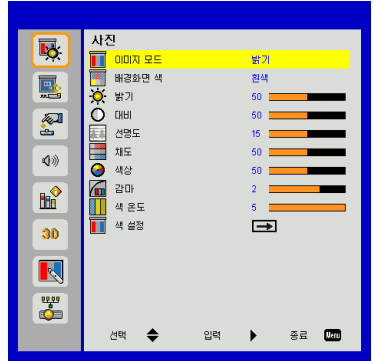 사진
이미지 모드 밝기
배경화면 색 흰색
밝기 50
대비 50
선명도 15
채도 50
색상 50
감마 2
색 온도 5
색 설정
3D
선택 입력 종료 Menu